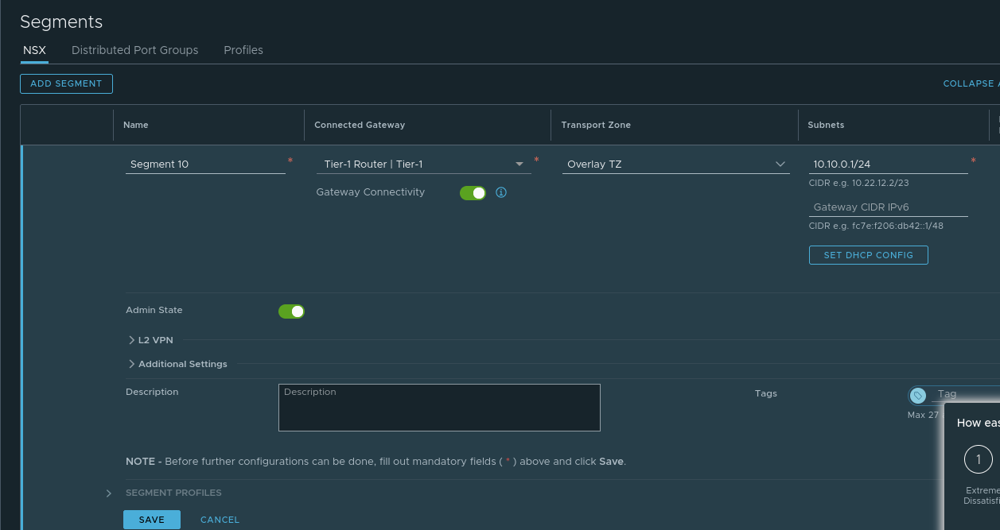 Segments
NSX Distributed Port Groups Profiles
ADD SEGMENT COLLAPSE
Name Connected Gateway Transport Zone Subnets
Segment 10 * Tier-1 Router | Tier-1 * Overlay TZ 10.10.0.1/24 *
CIDR e.g. 10.22.12.2/23
Gateway Connectivity
Gateway CIDR IPv6
CIDR e.g. fc7e:f206:db42::1/48
SET DHCP CONFIG
Admin State
L2 VPN
Additional Settings
Description Description Tags Tag
Max 27
NOTE - Before further configurations can be done, fill out mandatory fields ( * ) above and click Save.
How eas
1
Extreme
Dissatisfi
SEGMENT PROFILES
SAVE CANCEL